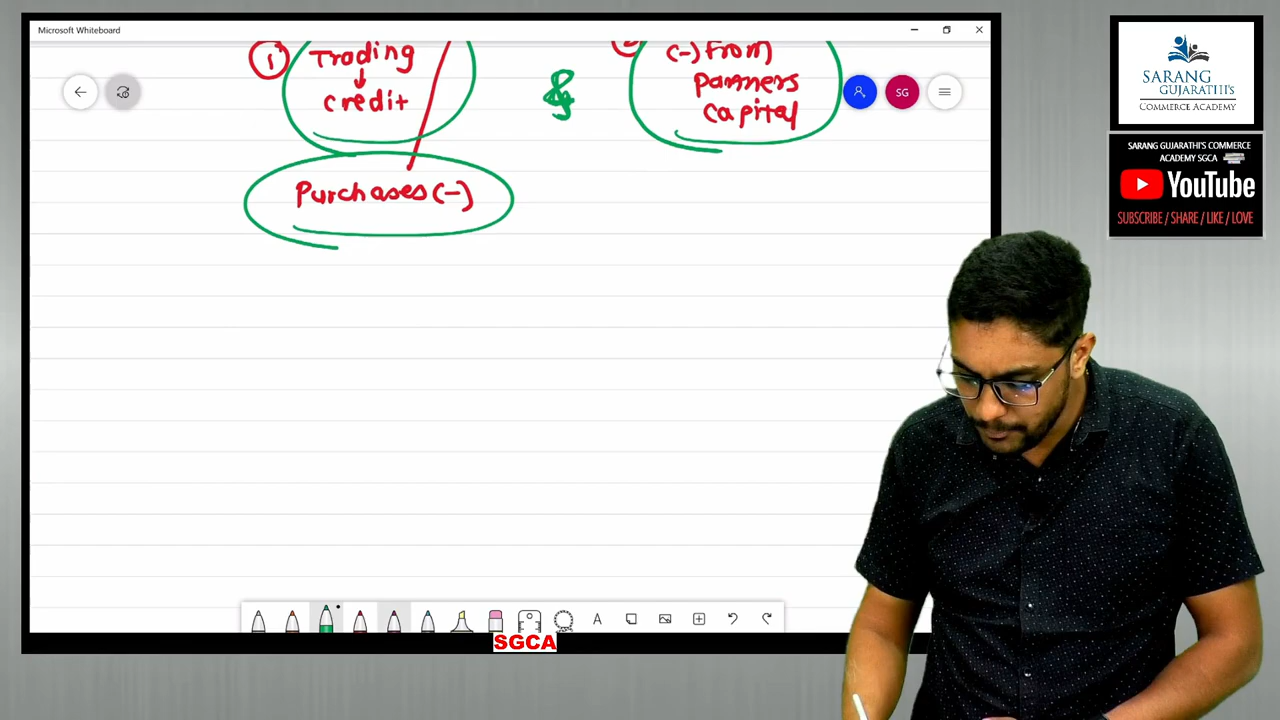 Microsoft Whiteboard
① Trading
↓
credit
&
(-) From
partners
capital
Purchases (-)
SG
SARANG
GUJARATHI'S
COMMERCE ACADEMY
SARANG GUJARATHI'S COMMERCE
ACADEMY SGCA
YouTube
SUBSCRIBE / SHARE / LIKE / LOVE
A
SGCA